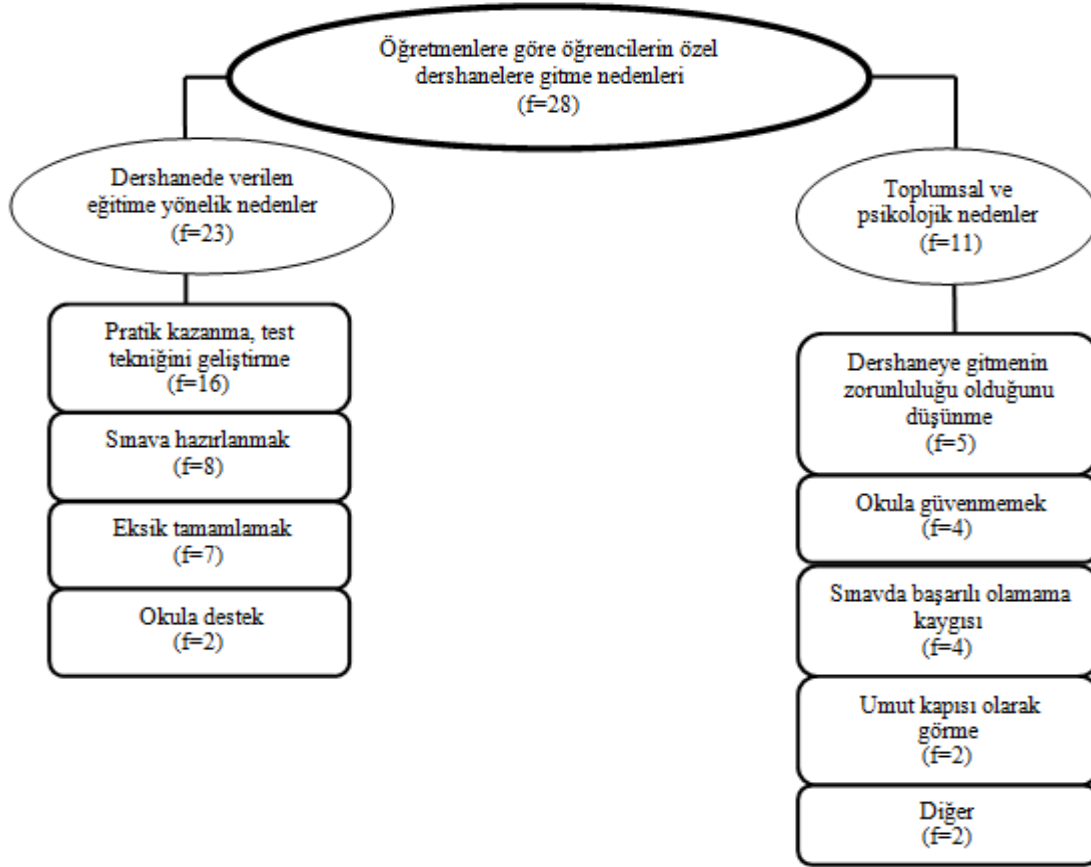 Öğretmenlere göre öğrencilerin özel
dershanelere gitme nedenleri
(f=28)
Dershanede verilen
eğitime yönelik nedenler
(f=23)
Pratik kazanma, test
tekniğini geliştirme
(f=16)
Sınava hazırlanmak
(f=8)
Eksik tamamlamak
(f=7)
Okula destek
(f=2)
Toplumsal ve
psikolojik nedenler
(f=11)
Dershaneye gitmenin
zorunluluğu olduğunu
düşünme
(f=5)
Okula güvenmemek
(f=4)
Sınavda başarılı olamama
kaygısı
(f=4)
Umut kapısı olarak
görme
(f=2)
Diğer
(f=2)